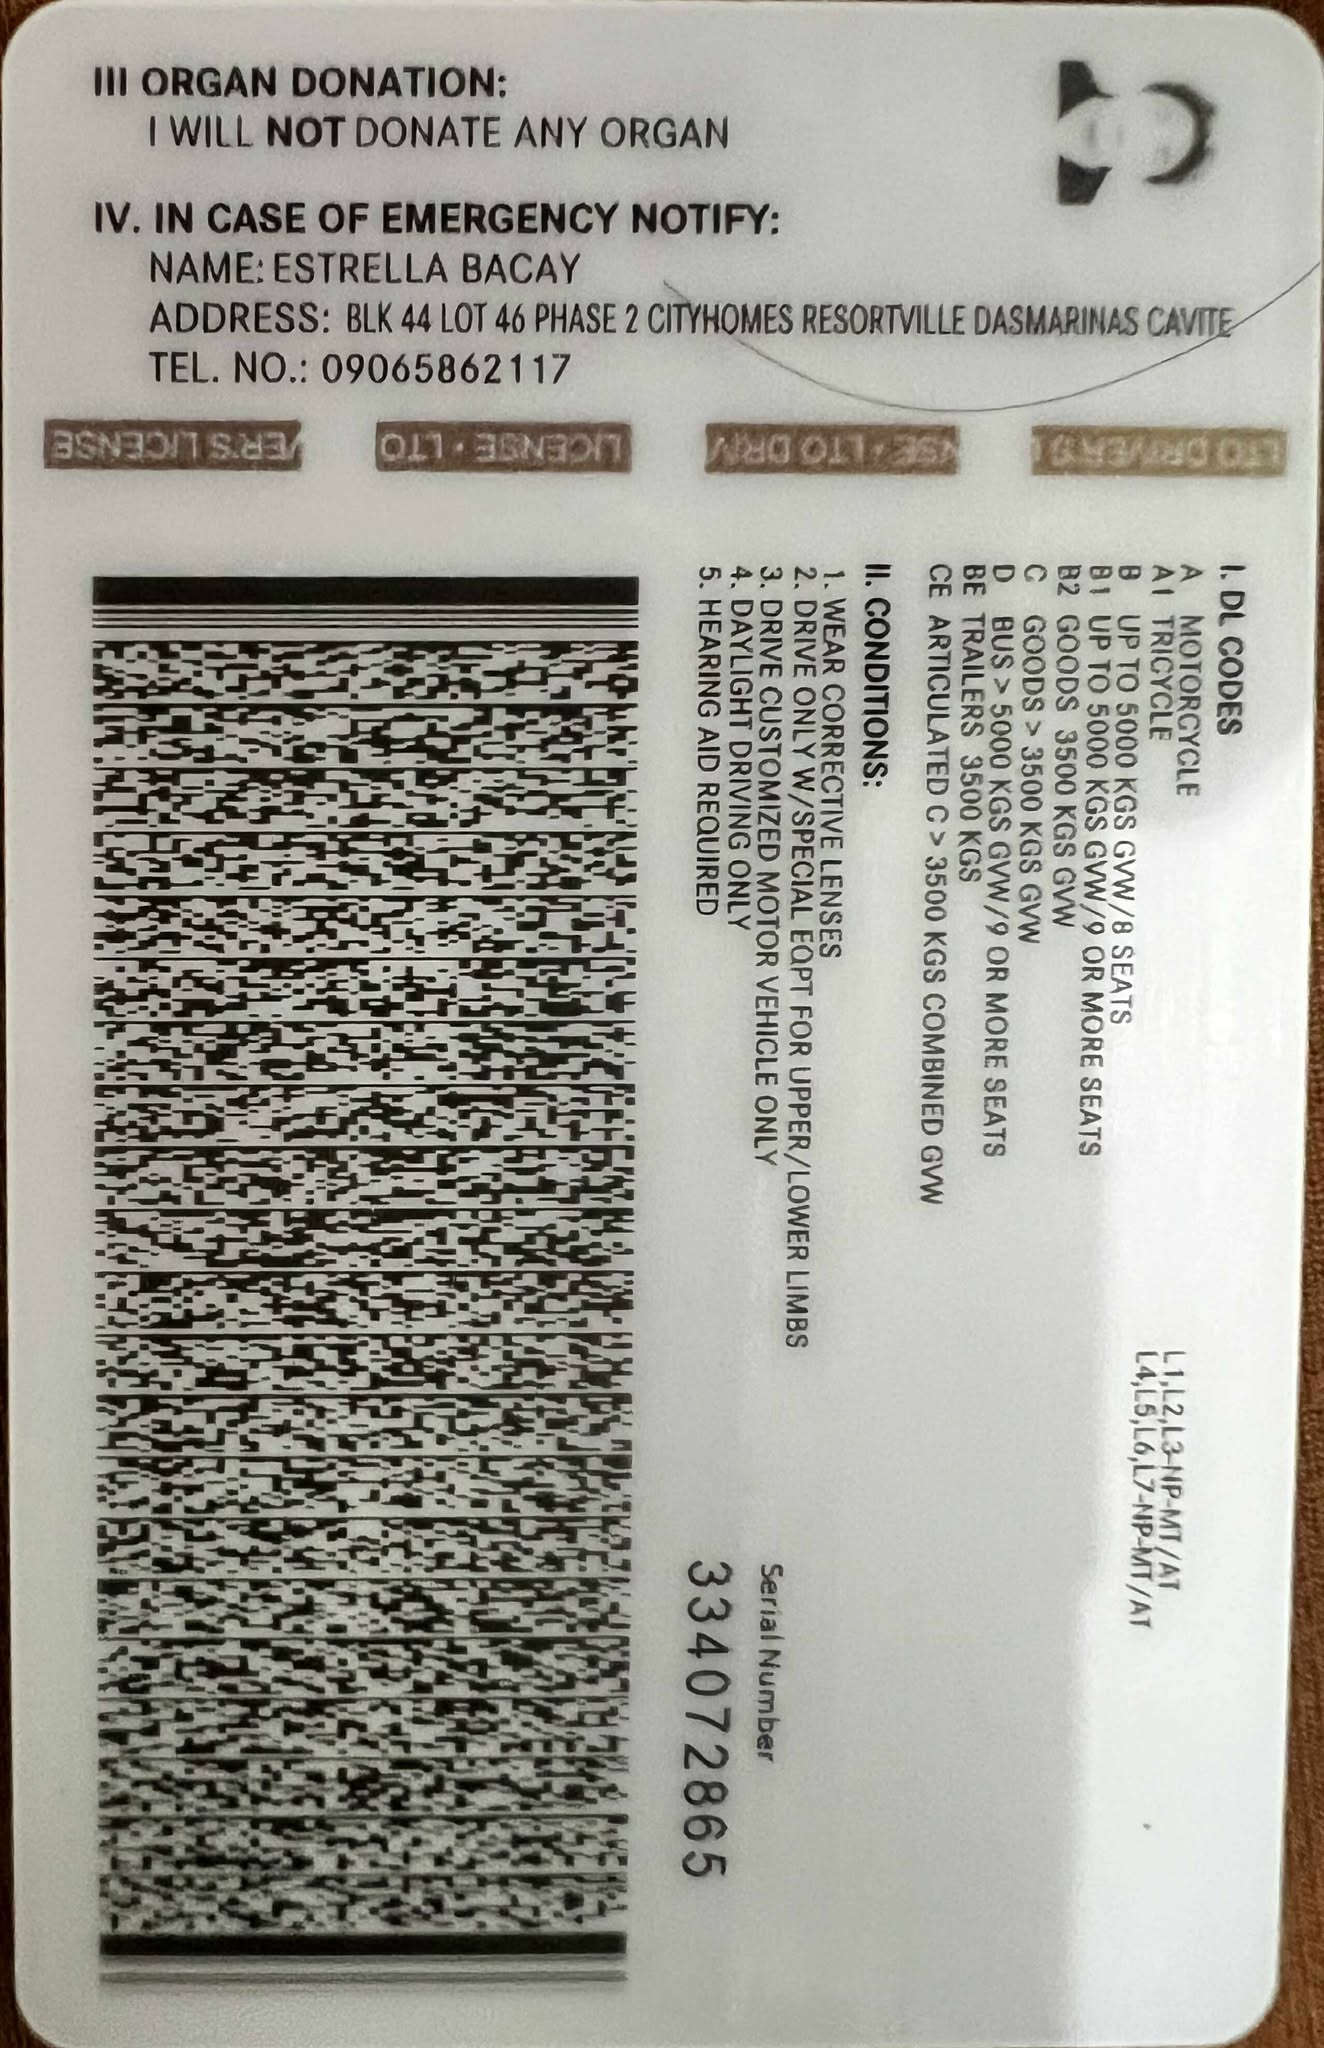 III ORGAN DONATION:
I WILL NOT DONATE ANY ORGAN
IV. IN CASE OF EMERGENCY NOTIFY:
NAME: ESTRELLA BACAY
ADDRESS: BLK 44 LOT 46 PHASE 2 CITYHOMES RESORTVILLE DASMARINAS CAVITE
TEL. NO.: 09065862117
VER'S LICENSE
LICENSE • LTO
NSE • LTO DRIV
LTO DRIVER'S
I. DL CODES
A MOTORCYCLE
A1 TRICYCLE
B UP TO 5000 KGS GVW/8 SEATS
B1 UP TO 5000 KGS GVW/9 OR MORE SEATS
B2 GOODS 3500 KGS GVW
C GOODS > 3500 KGS GVW
D BUS > 5000 KGS GVW/9 OR MORE SEATS
BE TRAILERS 3500 KGS
CE ARTICULATED C > 3500 KGS COMBINED GVW
L1,L2,L3-NP-MT/AT
L4,L5,L6,L7-NP-MT/AT
II. CONDITIONS:
1. WEAR CORRECTIVE LENSES
2. DRIVE ONLY W/SPECIAL EQPT FOR UPPER/LOWER LIMBS
3. DRIVE CUSTOMIZED MOTOR VEHICLE ONLY
4. DAYLIGHT DRIVING ONLY
5. HEARING AID REQUIRED
Serial Number
334072865